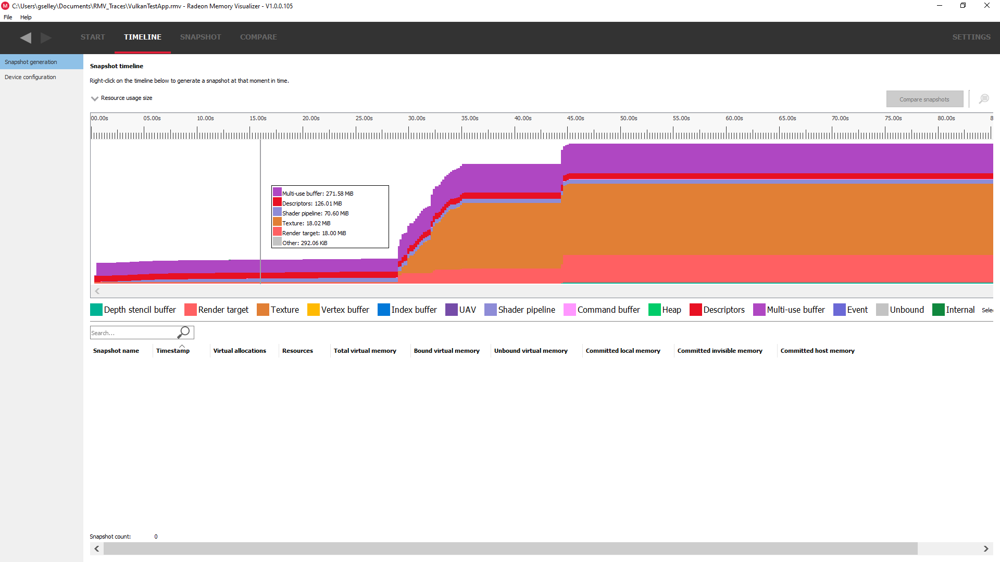 M C:\Users\gselley\Documents\RMV_Traces\VulkanTestApp.rmv - Radeon Memory Visualizer - V1.0.0.105
File Help
START TIMELINE SNAPSHOT COMPARE SETTINGS
Snapshot generation
Device configuration
Snapshot timeline
Right-click on the timeline below to generate a snapshot at that moment in time.
Resource usage size
Compare snapshots
00.00s 05.00s 10.00s 15.00s 20.00s 25.00s 30.00s 35.00s 40.00s 45.00s 50.00s 55.00s 60.00s 65.00s 70.00s 75.00s 80.00s 8
Multi-use buffer: 271.58 MiB
Descriptors: 126.01 MiB
Shader pipeline: 70.60 MiB
Texture: 18.02 MiB
Render target: 18.00 MiB
Other: 292.06 KiB
Depth stencil buffer Render target Texture Vertex buffer Index buffer UAV Shader pipeline Command buffer Heap Descriptors Multi-use buffer Event Unbound Internal Sele
Search...
Snapshot name Timestamp Virtual allocations Resources Total virtual memory Bound virtual memory Unbound virtual memory Committed local memory Committed invisible memory Committed host memory
Snapshot count: 0